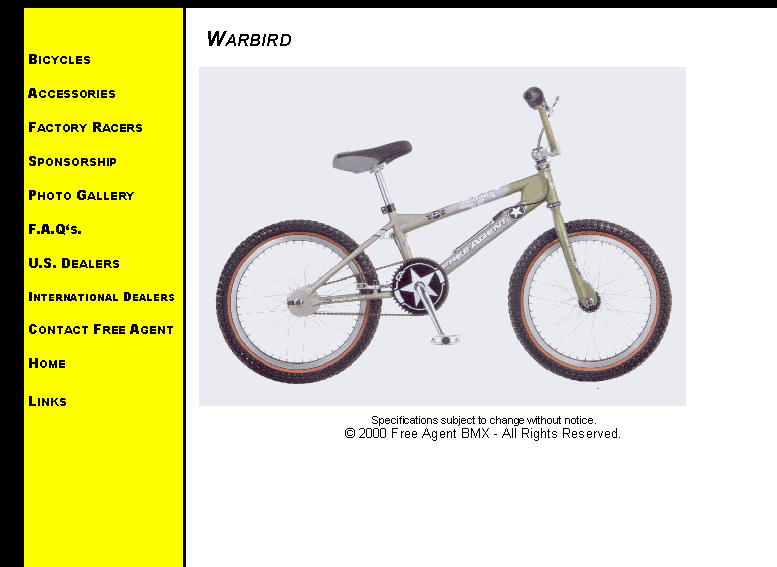 WARBIRD
BICYCLES
ACCESSORIES
FACTORY RACERS
SPONSORSHIP
PHOTO GALLERY
F.A.Q's.
U.S. DEALERS
INTERNATIONAL DEALERS
CONTACT FREE AGENT
HOME
LINKS
FREE AGENT
Specifications subject to change without notice.
© 2000 Free Agent BMX - All Rights Reserved.